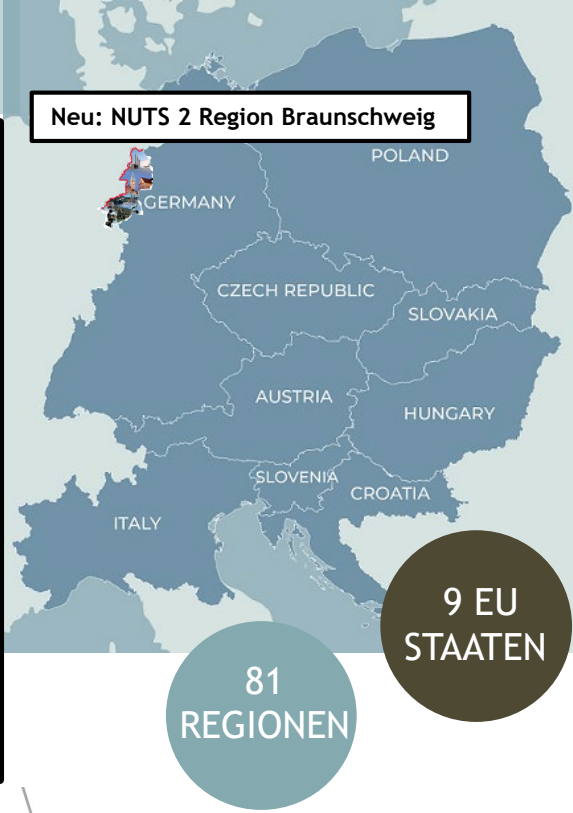 Neu: NUTS 2 Region Braunschweig
POLAND
GERMANY
CZECH REPUBLIC
SLOVAKIA
AUSTRIA
HUNGARY
SLOVENIA
CROATIA
ITALY
9 EU
STAATEN
81
REGIONEN